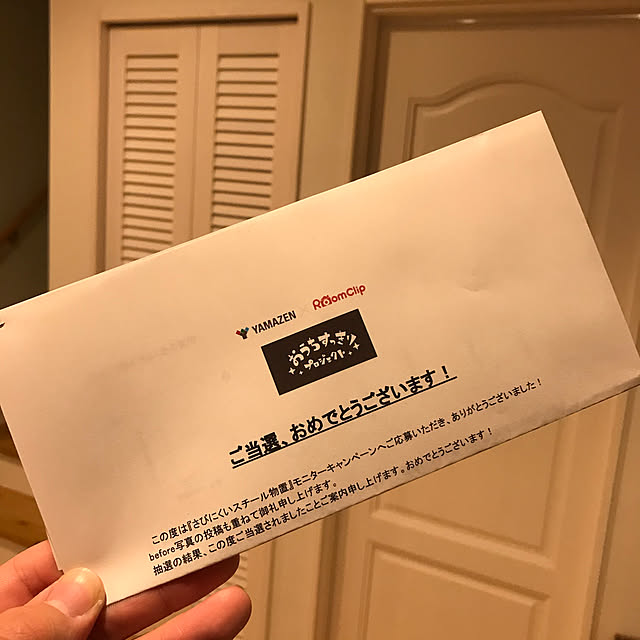 YAMAZEN × RoomClip
おうちすっきり
プロジェクト
ご当選、おめでとうございます！
この度は『さびにくいスチール物置』モニターキャンペーンへご応募いただき、ありがとうございました！
before写真の投稿も重ねて御礼申し上げます。
抽選の結果、この度ご当選されましたことご案内申し上げます。おめでとうございます！